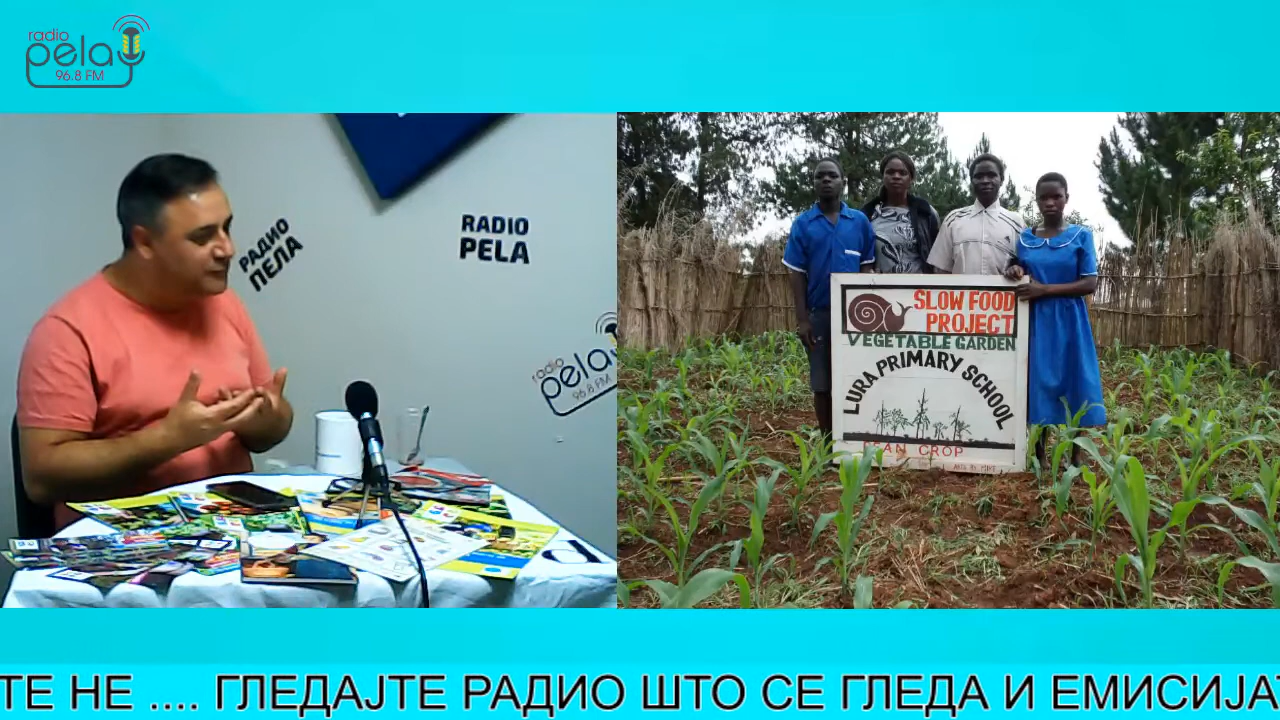 radio
pela
96.8 FM
РАДИО
ПЕЛА
RADIO
PELA
radio
pela
96.8 FM
SLOW FOOD
PROJECT
VEGETABLE GARDEN
LURA PRIMARY SCHOOL
CROP
ТЕ НЕ .... ГЛЕДАЈТЕ РАДИО ШТО СЕ ГЛЕДА И ЕМИСИЈАТ